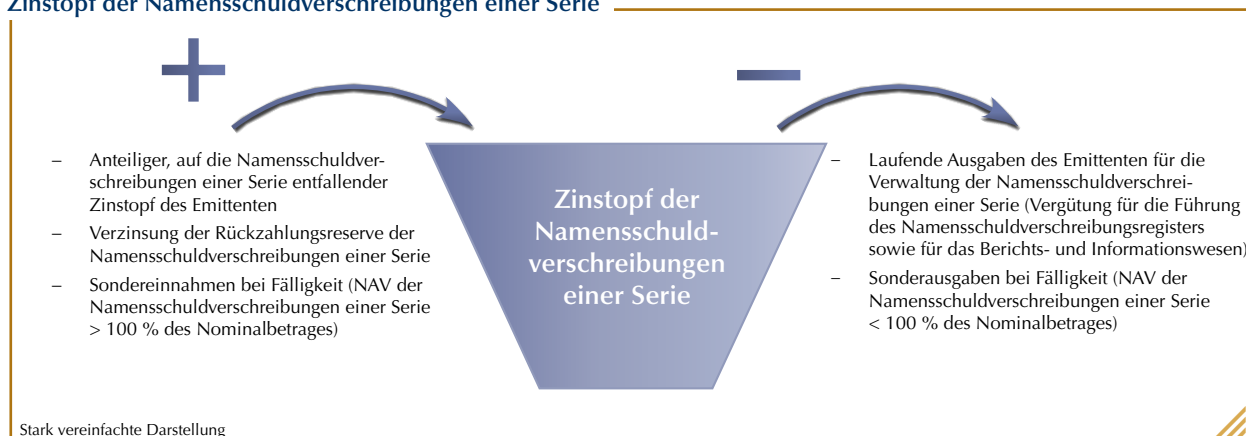 Zinstopf der Namensschuldverschreibungen einer Serie
+
–
– Anteiliger, auf die Namensschuldver-
schreibungen einer Serie entfallender
Zinstopf des Emittenten
– Verzinsung der Rückzahlungsreserve der
Namensschuldverschreibungen einer Serie
– Sondereinnahmen bei Fälligkeit (NAV der
Namensschuldverschreibungen einer Serie
> 100 % des Nominalbetrages)
Zinstopf der
Namensschuld-
verschreibungen
einer Serie
– Laufende Ausgaben des Emittenten für die
Verwaltung der Namensschuldverschrei-
bungen einer Serie (Vergütung für die Führung
des Namensschuldverschreibungsregisters
sowie für das Berichts- und Informationswesen)
– Sonderausgaben bei Fälligkeit (NAV der
Namensschuldverschreibungen einer Serie
< 100 % des Nominalbetrages)
Stark vereinfachte Darstellung